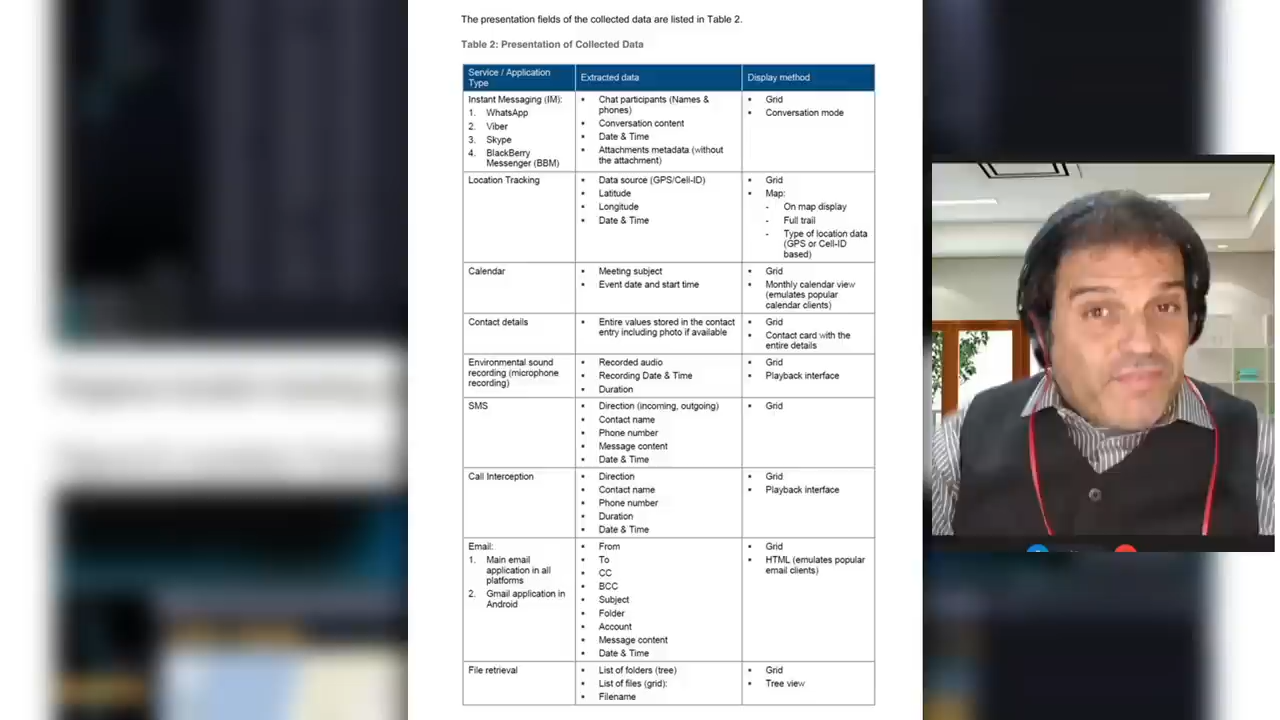 The presentation fields of the collected data are listed in Table 2.
Table 2: Presentation of Collected Data
Service / Application Type
Extracted data
Display method
Instant Messaging (IM):
1. WhatsApp
2. Viber
3. Skype
4. BlackBerry
Messenger (BBM)
▪ Chat participants (Names &
phones)
▪ Conversation content
▪ Date & Time
▪ Attachments metadata (without
the attachment)
▪ Grid
▪ Conversation mode
Location Tracking
▪ Data source (GPS/Cell-ID)
▪ Latitude
▪ Longitude
▪ Date & Time
▪ Grid
▪ Map:
- On map display
- Full trail
- Type of location data
(GPS or Cell-ID
based)
Calendar
▪ Meeting subject
▪ Event date and start time
▪ Grid
▪ Monthly calendar view
(emulates popular
calendar clients)
Contact details
▪ Entire values stored in the contact
entry including photo if available
▪ Grid
▪ Contact card with the
entire details
Environmental sound
recording (microphone
recording)
▪ Recorded audio
▪ Recording Date & Time
▪ Duration
▪ Grid
▪ Playback interface
SMS
▪ Direction (incoming, outgoing)
▪ Contact name
▪ Phone number
▪ Message content
▪ Date & Time
▪ Grid
Call Interception
▪ Direction
▪ Contact name
▪ Phone number
▪ Duration
▪ Date & Time
▪ Grid
▪ Playback interface
Email:
1. Main email
application in all
platforms
2. Gmail application in
Android
▪ From
▪ To
▪ CC
▪ BCC
▪ Subject
▪ Folder
▪ Account
▪ Message content
▪ Date & Time
▪ Grid
▪ HTML (emulates popular
email clients)
File retrieval
▪ List of folders (tree)
▪ List of files (grid):
▪ Filename
▪ Grid
▪ Tree view